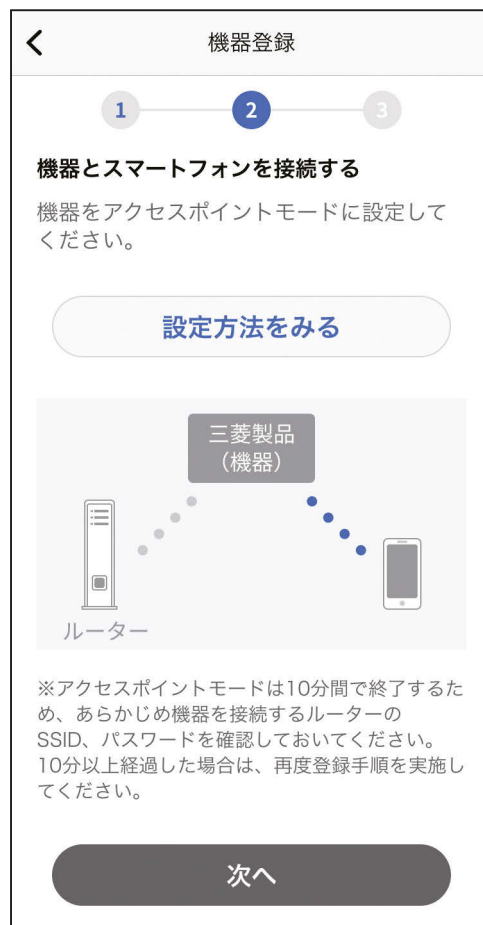 機器登録
1 2 3
機器とスマートフォンを接続する
機器をアクセスポイントモードに設定して
ください。
設定方法をみる
三菱製品
（機器）
ルーター
※アクセスポイントモードは10分間で終了するた
め、あらかじめ機器を接続するルーターの
SSID、パスワードを確認しておいてください。
10分以上経過した場合は、再度登録手順を実施し
てください。
次へ